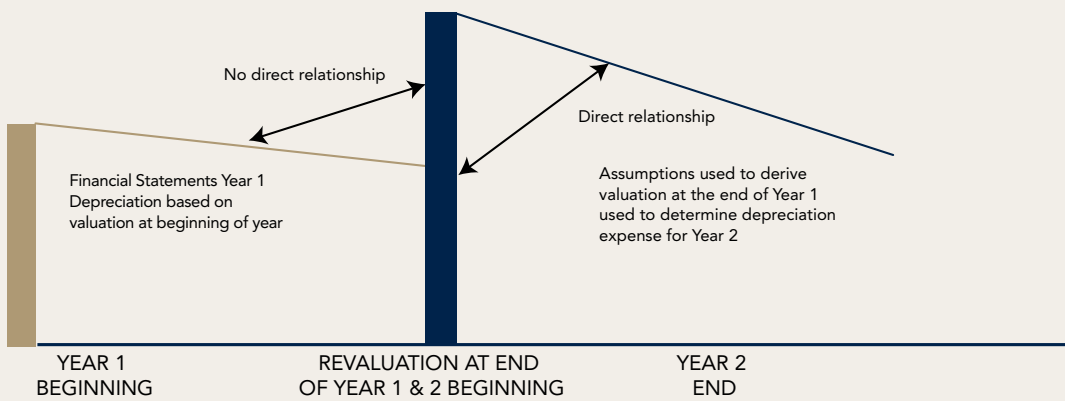 No direct relationship
Direct relationship
Financial Statements Year 1
Depreciation based on
valuation at beginning of year
Assumptions used to derive
valuation at the end of Year 1
used to determine depreciation
expense for Year 2
YEAR 1
BEGINNING
REVALUATION AT END
OF YEAR 1 & 2 BEGINNING
YEAR 2
END